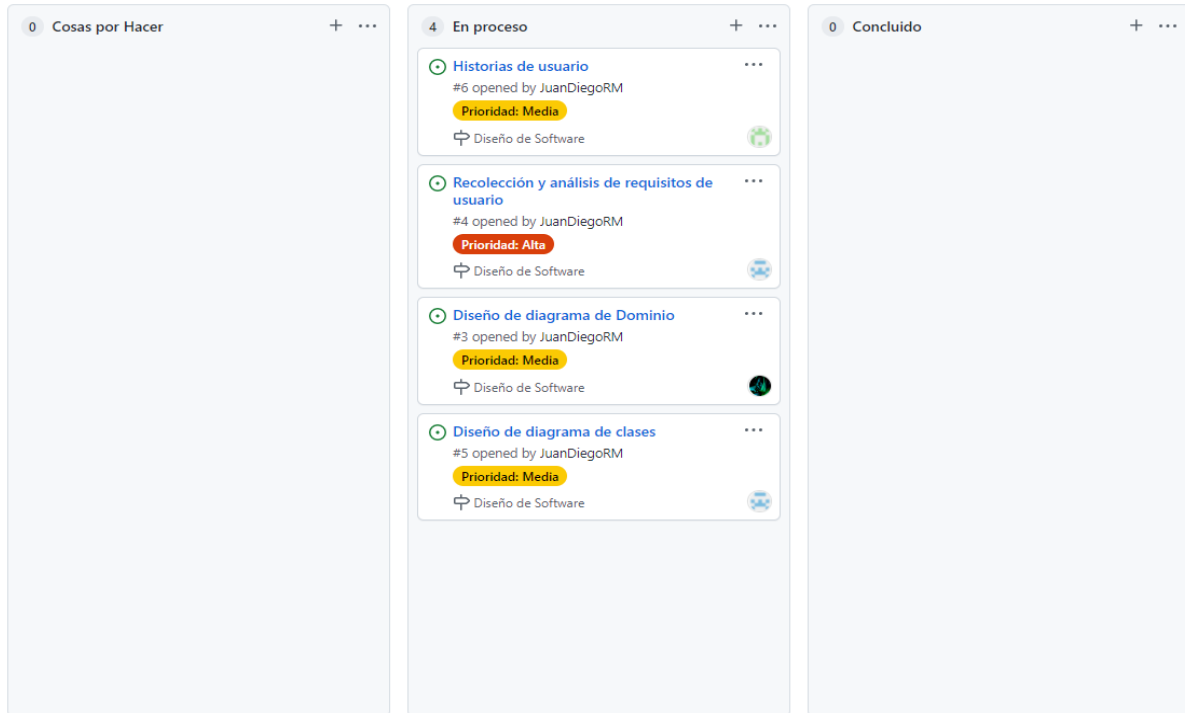 0 Cosas por Hacer
4 En proceso
Historias de usuario
#6 opened by JuanDiegoRM
Prioridad: Media
Diseño de Software
Recolección y análisis de requisitos de
usuario
#4 opened by JuanDiegoRM
Prioridad: Alta
Diseño de Software
Diseño de diagrama de Dominio
#3 opened by JuanDiegoRM
Prioridad: Media
Diseño de Software
Diseño de diagrama de clases
#5 opened by JuanDiegoRM
Prioridad: Media
Diseño de Software
0 Concluido